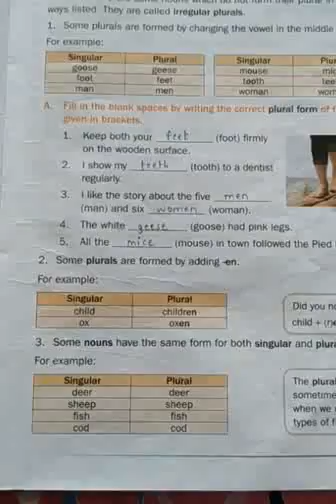 ways listed. They are called irregular plurals.
1. Some plurals are formed by changing the vowel in the middle
For example:
Singular Plural
goose geese
foot feet
man men
Singular
mouse mic
tooth tee
woman wom
A. Fill in the blank spaces by writing the correct plural form of
given in brackets.
1. Keep both your feet (foot) firmly
on the wooden surface.
2. I show my teeth (tooth) to a dentist
regularly.
3. I like the story about the five men
(man) and six women (woman).
4. The white geese (goose) had pink legs.
5. All the mice (mouse) in town followed the Pied
2. Some plurals are formed by adding -en.
For example:
Singular Plural
child children
ox oxen
Did you
child +
3. Some nouns have the same form for both singular and plura
For example:
Singular Plural
deer deer
sheep sheep
fish fish
cod cod
The plural
sometime
when we
types of f